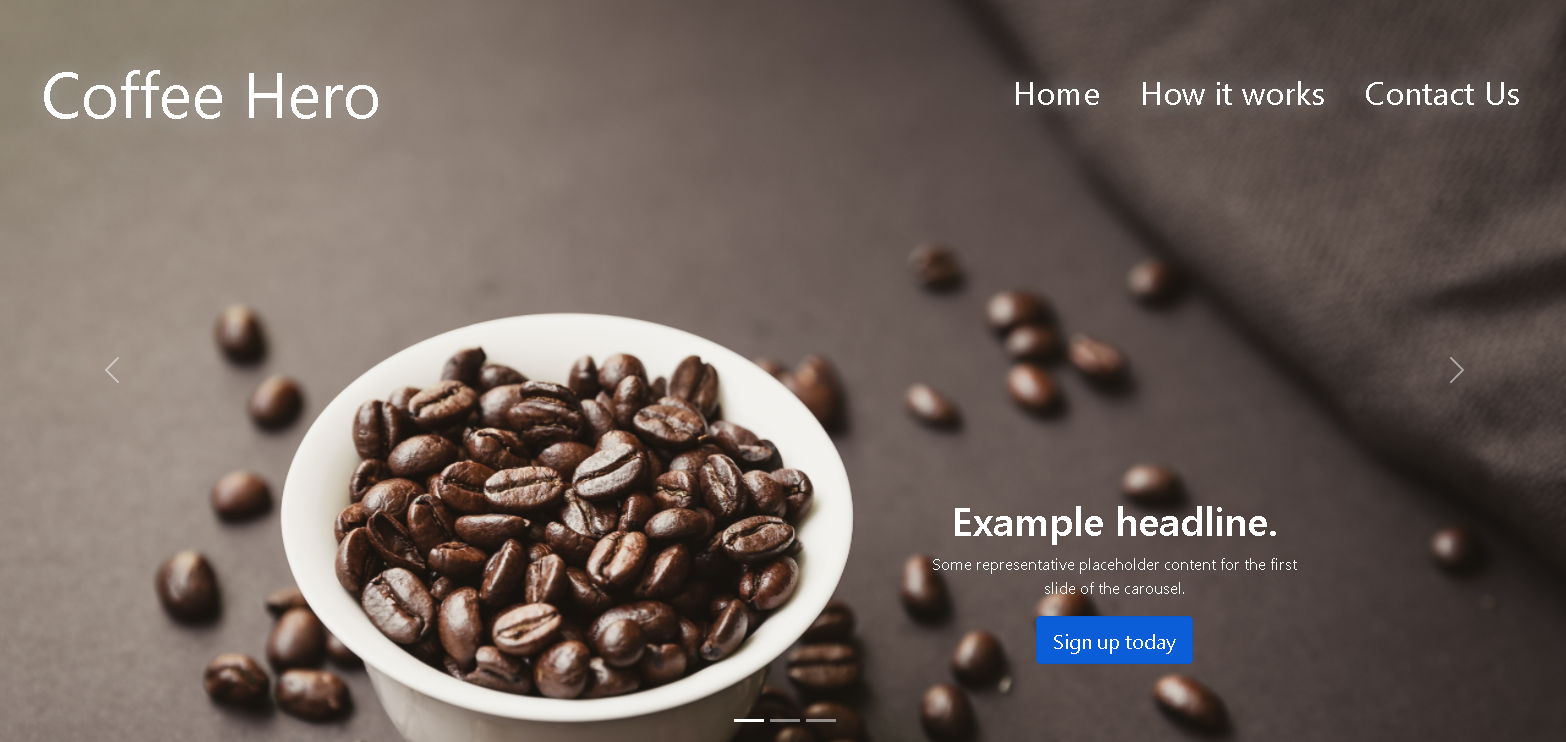 Coffee Hero
Home How it works Contact Us
Example headline.
Some representative placeholder content for the first
slide of the carousel.
Sign up today